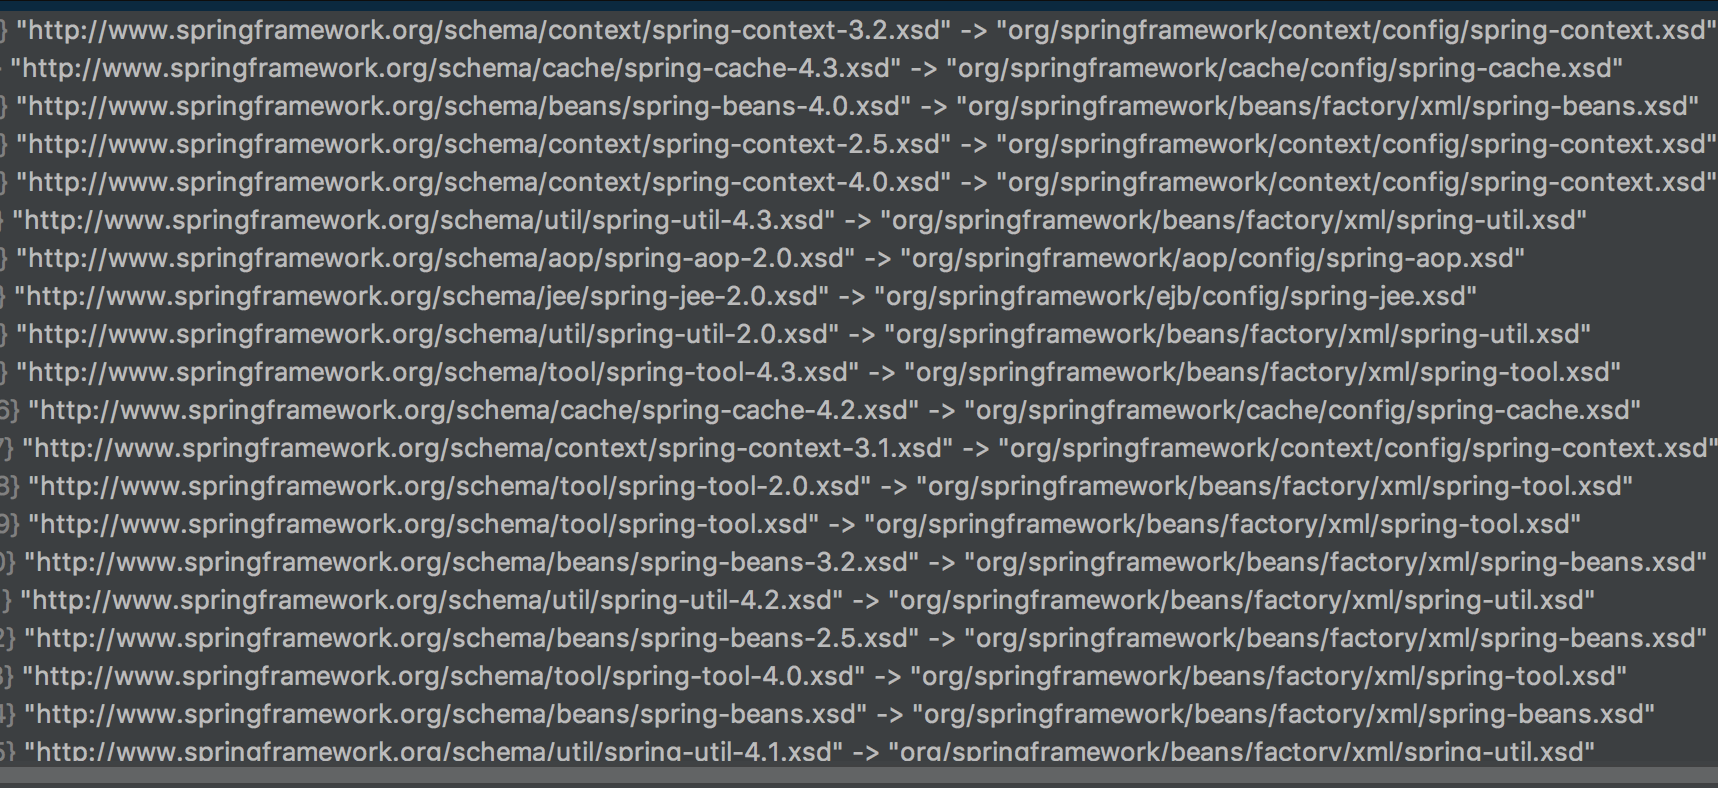 } "http://www.springframework.org/schema/context/spring-context-3.2.xsd" -> "org/springframework/context/config/spring-context.xsd"
"http://www.springframework.org/schema/cache/spring-cache-4.3.xsd" -> "org/springframework/cache/config/spring-cache.xsd"
} "http://www.springframework.org/schema/beans/spring-beans-4.0.xsd" -> "org/springframework/beans/factory/xml/spring-beans.xsd"
} "http://www.springframework.org/schema/context/spring-context-2.5.xsd" -> "org/springframework/context/config/spring-context.xsd"
} "http://www.springframework.org/schema/context/spring-context-4.0.xsd" -> "org/springframework/context/config/spring-context.xsd"
} "http://www.springframework.org/schema/util/spring-util-4.3.xsd" -> "org/springframework/beans/factory/xml/spring-util.xsd"
} "http://www.springframework.org/schema/aop/spring-aop-2.0.xsd" -> "org/springframework/aop/config/spring-aop.xsd"
} "http://www.springframework.org/schema/jee/spring-jee-2.0.xsd" -> "org/springframework/ejb/config/spring-jee.xsd"
} "http://www.springframework.org/schema/util/spring-util-2.0.xsd" -> "org/springframework/beans/factory/xml/spring-util.xsd"
} "http://www.springframework.org/schema/tool/spring-tool-4.3.xsd" -> "org/springframework/beans/factory/xml/spring-tool.xsd"
6} "http://www.springframework.org/schema/cache/spring-cache-4.2.xsd" -> "org/springframework/cache/config/spring-cache.xsd"
7} "http://www.springframework.org/schema/context/spring-context-3.1.xsd" -> "org/springframework/context/config/spring-context.xsd"
8} "http://www.springframework.org/schema/tool/spring-tool-2.0.xsd" -> "org/springframework/beans/factory/xml/spring-tool.xsd"
9} "http://www.springframework.org/schema/tool/spring-tool.xsd" -> "org/springframework/beans/factory/xml/spring-tool.xsd"
0} "http://www.springframework.org/schema/beans/spring-beans-3.2.xsd" -> "org/springframework/beans/factory/xml/spring-beans.xsd"
} "http://www.springframework.org/schema/util/spring-util-4.2.xsd" -> "org/springframework/beans/factory/xml/spring-util.xsd"
2} "http://www.springframework.org/schema/beans/spring-beans-2.5.xsd" -> "org/springframework/beans/factory/xml/spring-beans.xsd"
3} "http://www.springframework.org/schema/tool/spring-tool-4.0.xsd" -> "org/springframework/beans/factory/xml/spring-tool.xsd"
4} "http://www.springframework.org/schema/beans/spring-beans.xsd" -> "org/springframework/beans/factory/xml/spring-beans.xsd"
5} "http://www.springframework.org/schema/util/spring-util-4.1.xsd" -> "org/springframework/beans/factory/xml/spring-util.xsd"